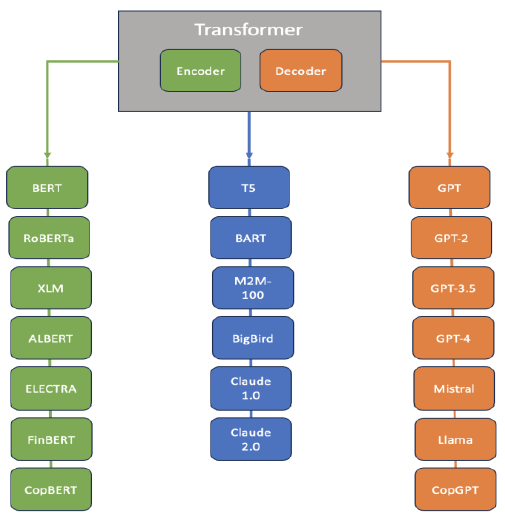 Transformer
Encoder
Decoder
BERT
RoBERTa
XLM
ALBERT
ELECTRA
FinBERT
CopBERT
T5
BART
M2M-
100
BigBird
Claude
1.0
Claude
2.0
GPT
GPT-2
GPT-3.5
GPT-4
Mistral
Llama
CopGPT